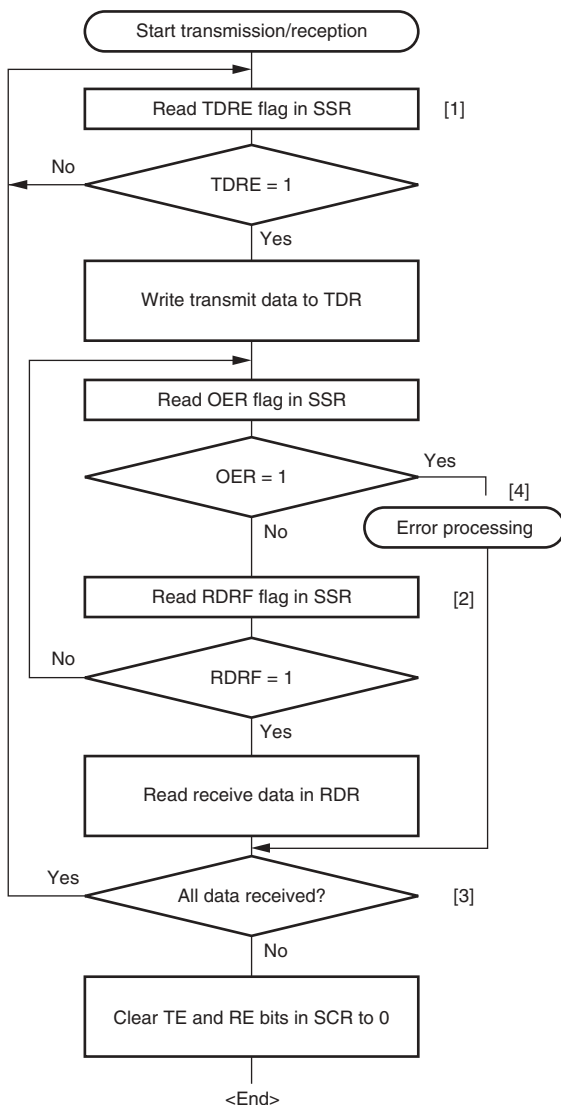 Start transmission/reception
Read TDRE flag in SSR
[1]
No
TDRE = 1
Yes
Write transmit data to TDR
Read OER flag in SSR
OER = 1
Yes
[4]
No
Error processing
Read RDRF flag in SSR
[2]
No
RDRF = 1
Yes
Read receive data in RDR
Yes
All data received?
[3]
No
Clear TE and RE bits in SCR to 0
<End>